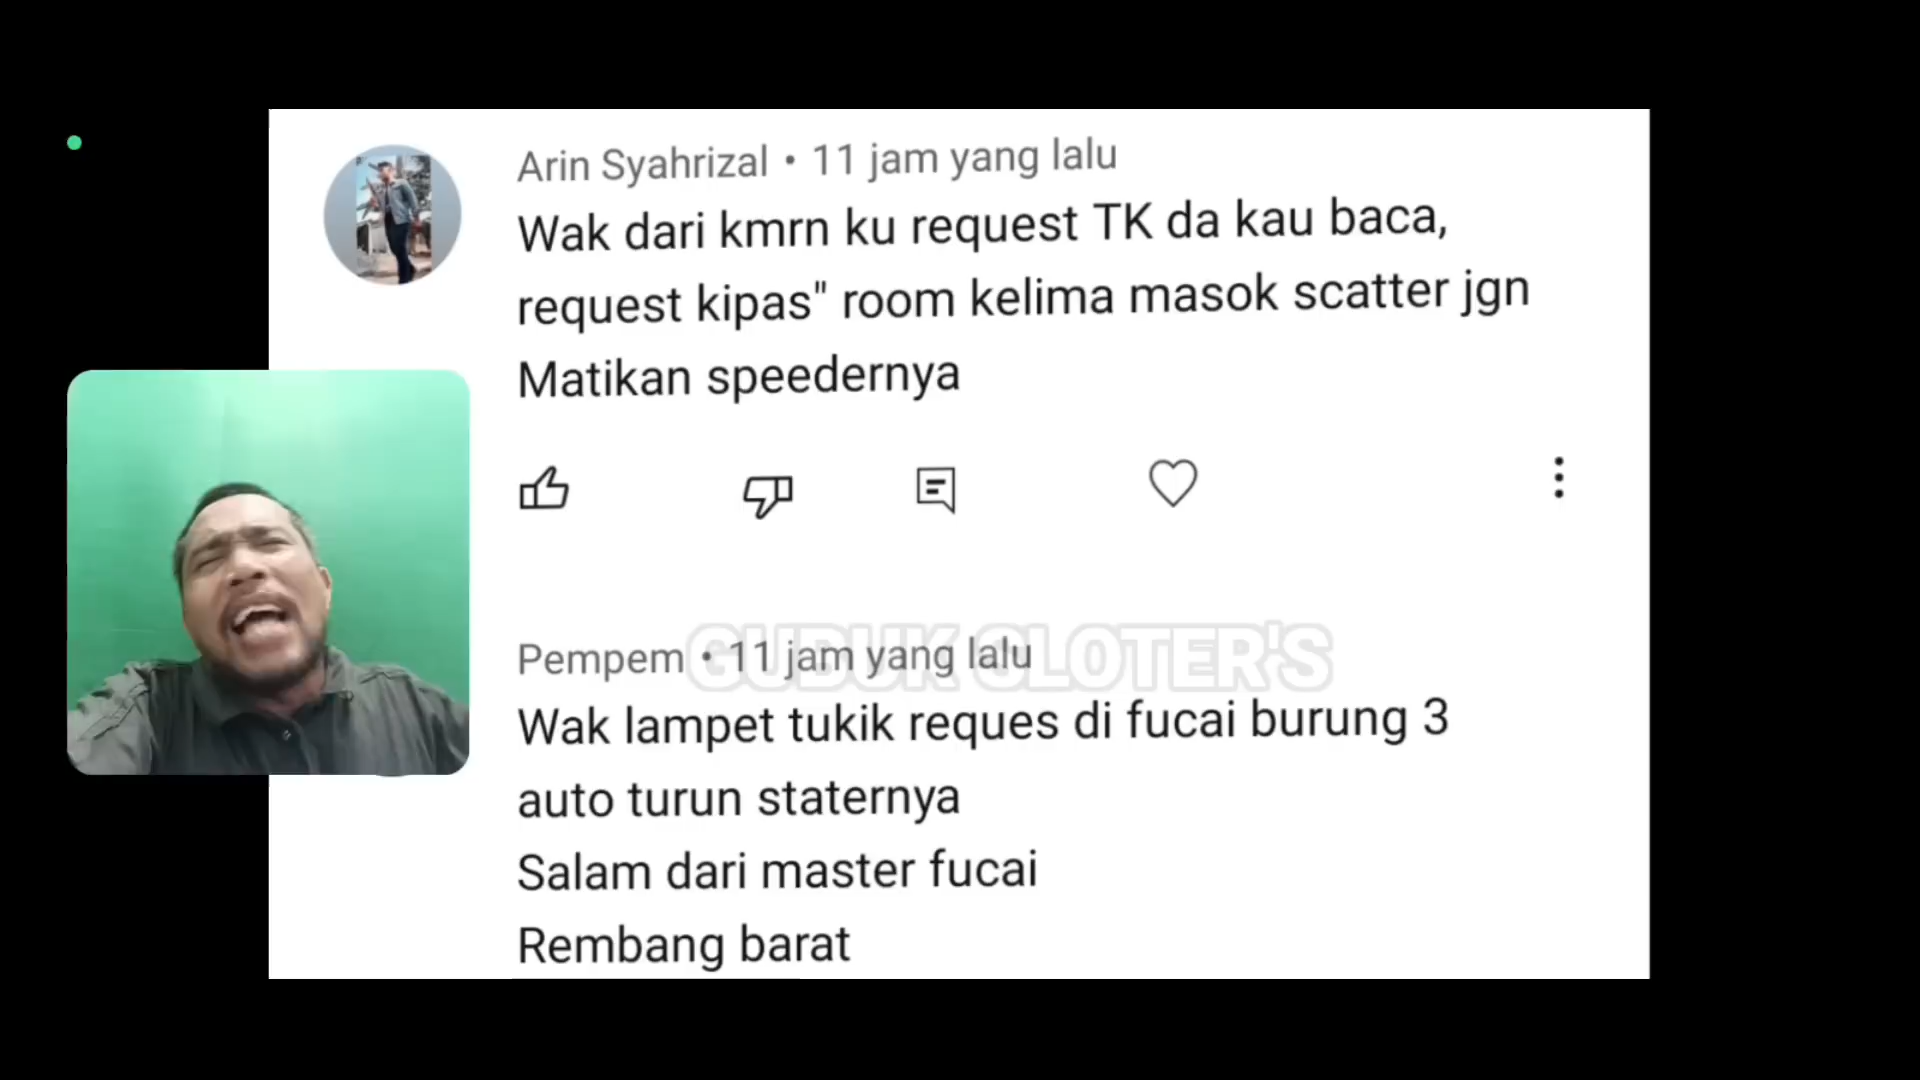 Arin Syahrizal • 11 jam yang lalu
Wak dari kmrn ku request TK da kau baca,
request kipas" room kelima masok scatter jgn
Matikan speedernya
Pempem • 11 jam yang lalu
GUBUK SLOTER'S
Wak lampet tukik reques di fucai burung 3
auto turun staternya
Salam dari master fucai
Rembang barat